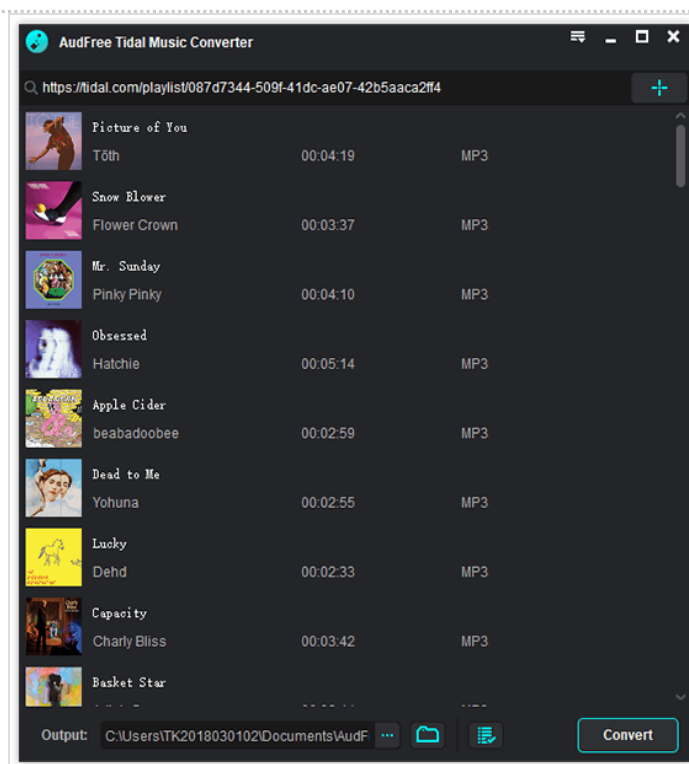 AudFree Tidal Music Converter
https://tidal.com/playlist/087d7344-509f-41dc-ae07-42b5aaca2ff4
Picture of You
Tōth 00:04:19 MP3
Snow Blower
Flower Crown 00:03:37 MP3
Mr. Sunday
Pinky Pinky 00:04:10 MP3
Obsessed
Hatchie 00:05:14 MP3
Apple Cider
beabadoobee 00:02:59 MP3
Dead to Me
Yohuna 00:02:55 MP3
Lucky
Dehd 00:02:33 MP3
Capacity
Charly Bliss 00:03:42 MP3
Basket Star
Output: C:\Users\TK2018030102\Documents\AudF ... Convert